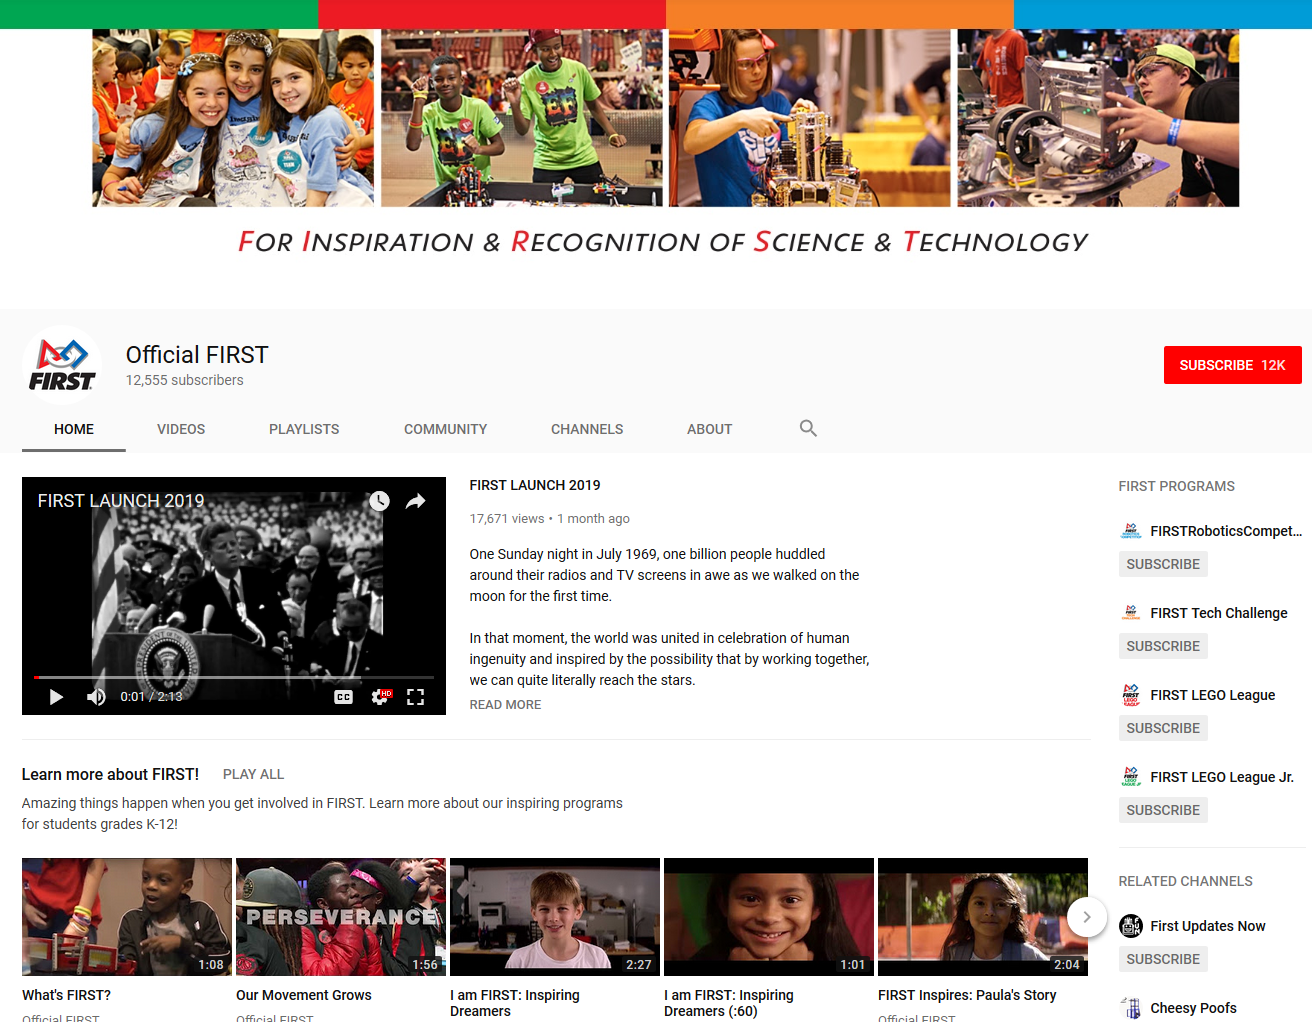 FOR INSPIRATION & RECOGNITION OF SCIENCE & TECHNOLOGY
FIRST
Official FIRST
12,555 subscribers
SUBSCRIBE 12K
HOME
VIDEOS
PLAYLISTS
COMMUNITY
CHANNELS
ABOUT
FIRST LAUNCH 2019
0:01 / 2:13
CC
HD
FIRST LAUNCH 2019
17,671 views • 1 month ago
One Sunday night in July 1969, one billion people huddled
around their radios and TV screens in awe as we walked on the
moon for the first time.
In that moment, the world was united in celebration of human
ingenuity and inspired by the possibility that by working together,
we can quite literally reach the stars.
READ MORE
Learn more about FIRST!
PLAY ALL
Amazing things happen when you get involved in FIRST. Learn more about our inspiring programs
for students grades K-12!
1:08
What's FIRST?
Official FIRST
PERSEVERANCE
1:56
Our Movement Grows
Official FIRST
2:27
I am FIRST: Inspiring
Dreamers
1:01
I am FIRST: Inspiring
Dreamers (:60)
2:04
FIRST Inspires: Paula's Story
Official FIRST
FIRST PROGRAMS
FIRSTRoboticsCompet...
SUBSCRIBE
FIRST Tech Challenge
SUBSCRIBE
FIRST LEGO League
SUBSCRIBE
FIRST LEGO League Jr.
SUBSCRIBE
RELATED CHANNELS
First Updates Now
SUBSCRIBE
Cheesy Poofs